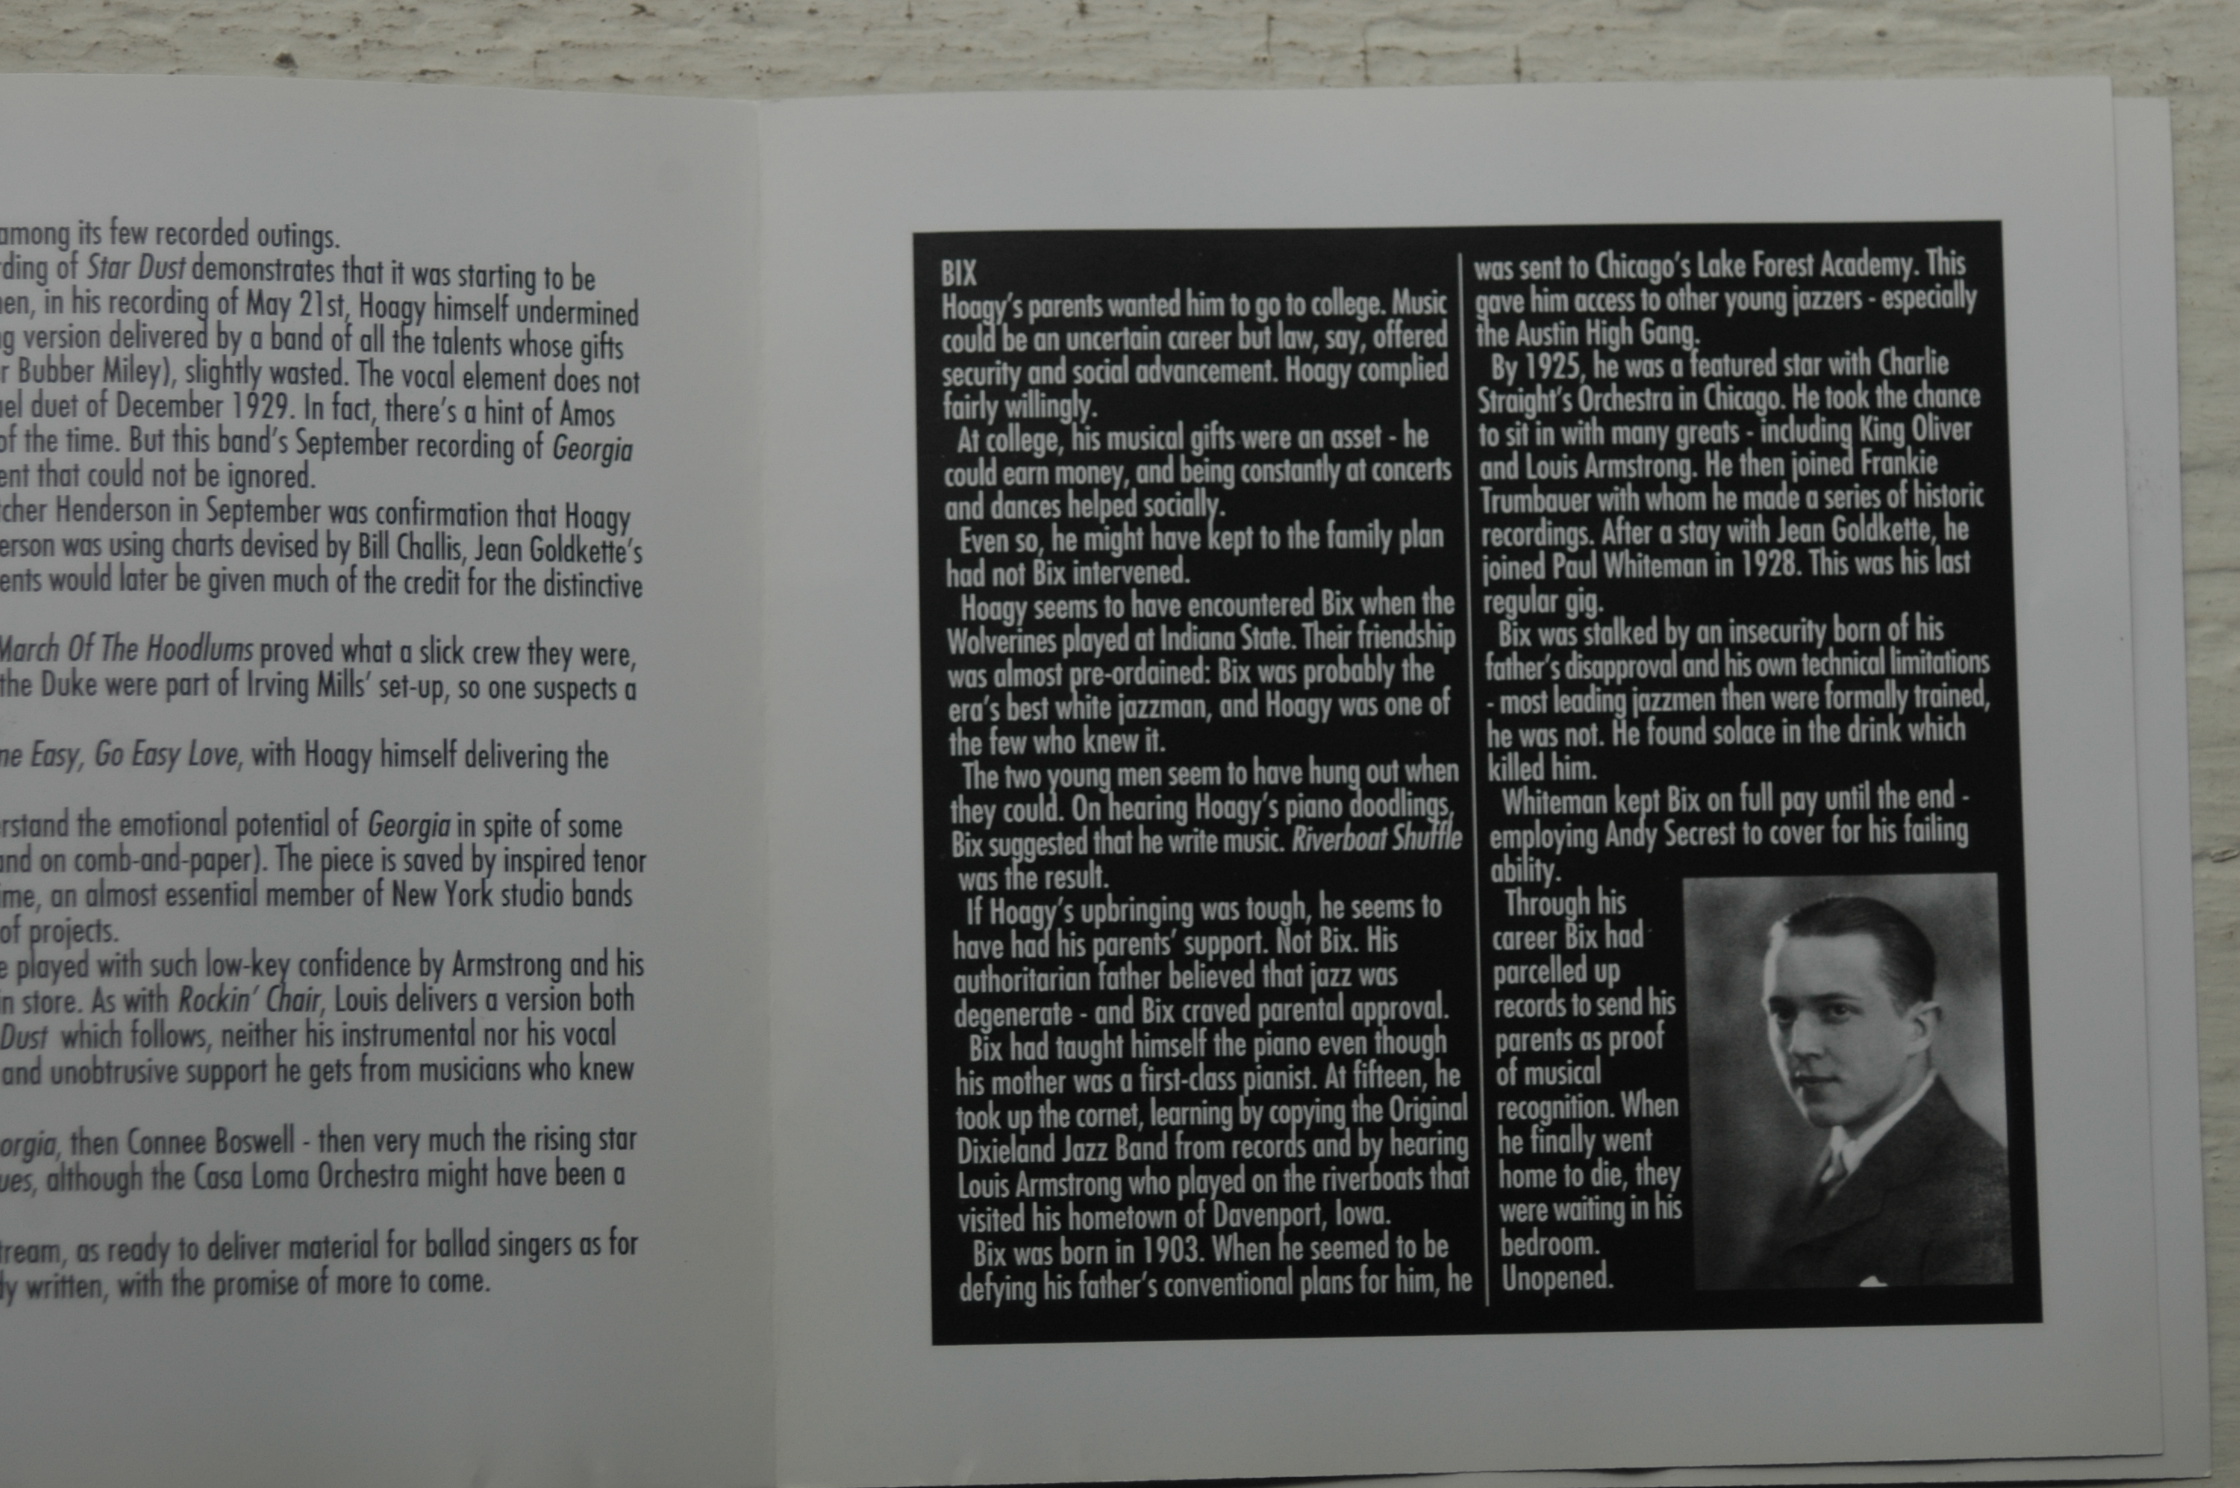 among its few recorded outings.
ding of Star Dust demonstrates that it was starting to be
en, in his recording of May 21st, Hoagy himself undermined
g version delivered by a band of all the talents whose gifts
r Bubber Miley), slightly wasted. The vocal element does not
el duet of December 1929. In fact, there's a hint of Amos
of the time. But this band's September recording of Georgia
ent that could not be ignored.
cher Henderson in September was confirmation that Hoagy
erson was using charts devised by Bill Challis, Jean Goldkette's
ents would later be given much of the credit for the distinctive
March Of The Hoodlums proved what a slick crew they were,
the Duke were part of Irving Mills' set-up, so one suspects a
ne Easy, Go Easy Love, with Hoagy himself delivering the
rstand the emotional potential of Georgia in spite of some
and on comb-and-paper). The piece is saved by inspired tenor
ime, an almost essential member of New York studio bands
of projects.
e played with such low-key confidence by Armstrong and his
in store. As with Rockin' Chair, Louis delivers a version both
Dust which follows, neither his instrumental nor his vocal
and unobtrusive support he gets from musicians who knew
orgia, then Connee Boswell - then very much the rising star
ues, although the Casa Loma Orchestra might have been a
tream, as ready to deliver material for ballad singers as for
ly written, with the promise of more to come.
BIX
Hoagy's parents wanted him to go to college. Music
could be an uncertain career but law, say, offered
security and social advancement. Hoagy complied
fairly willingly.
At college, his musical gifts were an asset - he
could earn money, and being constantly at concerts
and dances helped socially.
Even so, he might have kept to the family plan
had not Bix intervened.
Hoagy seems to have encountered Bix when the
Wolverines played at Indiana State. Their friendship
was almost pre-ordained: Bix was probably the
era's best white jazzman, and Hoagy was one of
the few who knew it.
The two young men seem to have hung out when
they could. On hearing Hoagy's piano doodlings,
Bix suggested that he write music. Riverboat Shuffle
was the result.
If Hoagy's upbringing was tough, he seems to
have had his parents' support. Not Bix. His
authoritarian father believed that jazz was
degenerate - and Bix craved parental approval.
Bix had taught himself the piano even though
his mother was a first-class pianist. At fifteen, he
took up the cornet, learning by copying the Original
Dixieland Jazz Band from records and by hearing
Louis Armstrong who played on the riverboats that
visited his hometown of Davenport, Iowa.
Bix was born in 1903. When he seemed to be
defying his father's conventional plans for him, he
was sent to Chicago's Lake Forest Academy. This
gave him access to other young jazzers - especially
the Austin High Gang.
By 1925, he was a featured star with Charlie
Straight's Orchestra in Chicago. He took the chance
to sit in with many greats - including King Oliver
and Louis Armstrong. He then joined Frankie
Trumbauer with whom he made a series of historic
recordings. After a stay with Jean Goldkette, he
joined Paul Whiteman in 1928. This was his last
regular gig.
Bix was stalked by an insecurity born of his
father's disapproval and his own technical limitations
- most leading jazzmen then were formally trained,
he was not. He found solace in the drink which
killed him.
Whiteman kept Bix on full pay until the end -
employing Andy Secrest to cover for his failing
ability.
Through his
career Bix had
parcelled up
records to send his
parents as proof
of musical
recognition. When
he finally went
home to die, they
were waiting in his
bedroom.
Unopened.